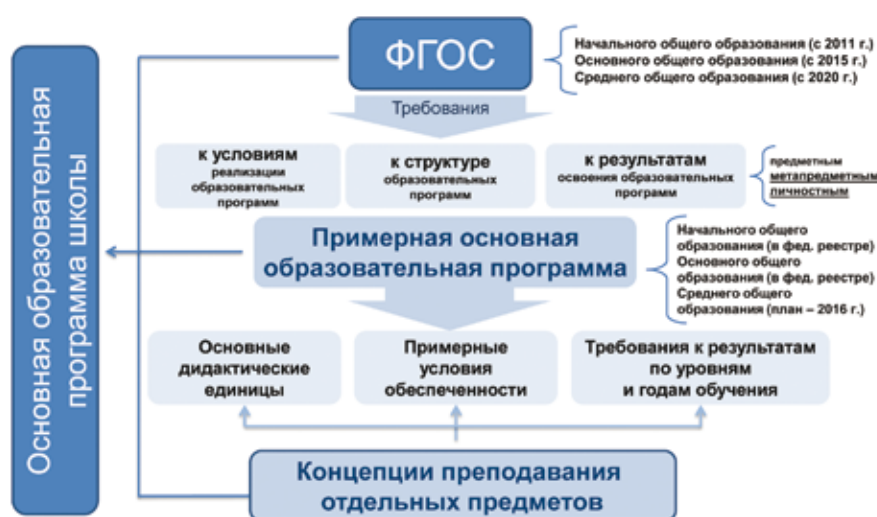 ФГОС
Начального общего образования (с 2011 г.)
Основного общего образования (с 2015 г.)
Среднего общего образования (с 2020 г.)
Требования
к условиям
реализации
образовательных
программ
к структуре
образовательных
программ
к результатам
освоения образовательных
программ
предметным
метапредметным
личностным
Основная образовательная
программа школы
Примерная основная
образовательная программа
Начального общего
образования (в фед. реестре)
Основного общего
образования (в фед. реестре)
Среднего общего
образования (план – 2016 г.)
Основные
дидактические
единицы
Примерные
условия
обеспеченности
Требования к результатам
по уровням
и годам обучения
Концепции преподавания
отдельных предметов